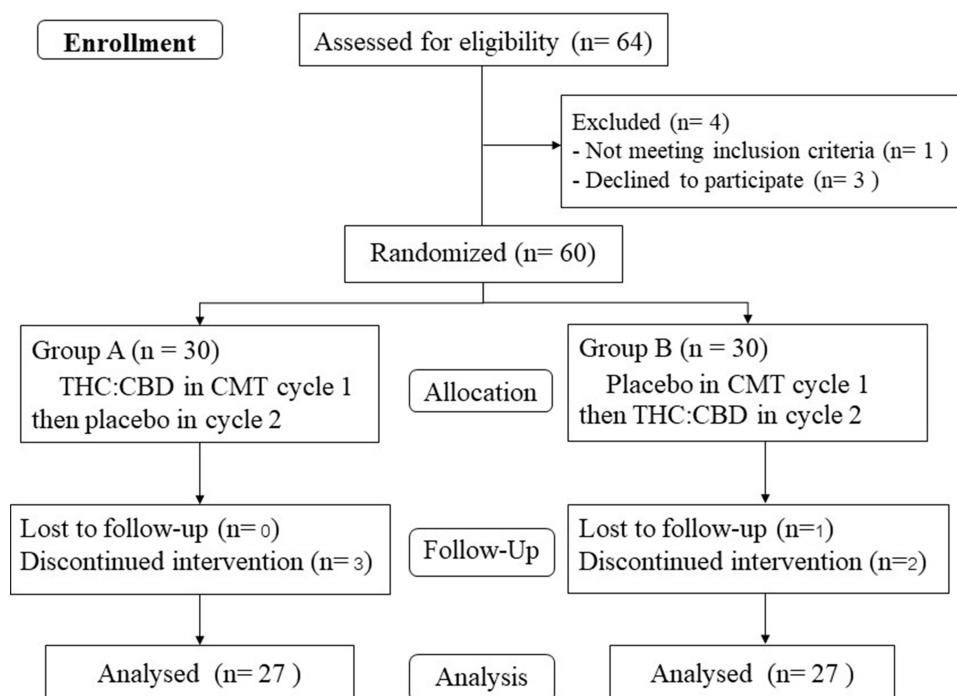 Enrollment
Assessed for eligibility (n= 64)
Excluded (n= 4)
- Not meeting inclusion criteria (n= 1 )
- Declined to participate (n= 3 )
Randomized (n= 60)
Group A (n = 30)
THC:CBD in CMT cycle 1
then placebo in cycle 2
Allocation
Group B (n = 30)
Placebo in CMT cycle 1
then THC:CBD in cycle 2
Lost to follow-up (n= 0)
Discontinued intervention (n= 3)
Follow-Up
Lost to follow-up (n=1)
Discontinued intervention (n=2)
Analysed (n= 27 )
Analysis
Analysed (n= 27 )